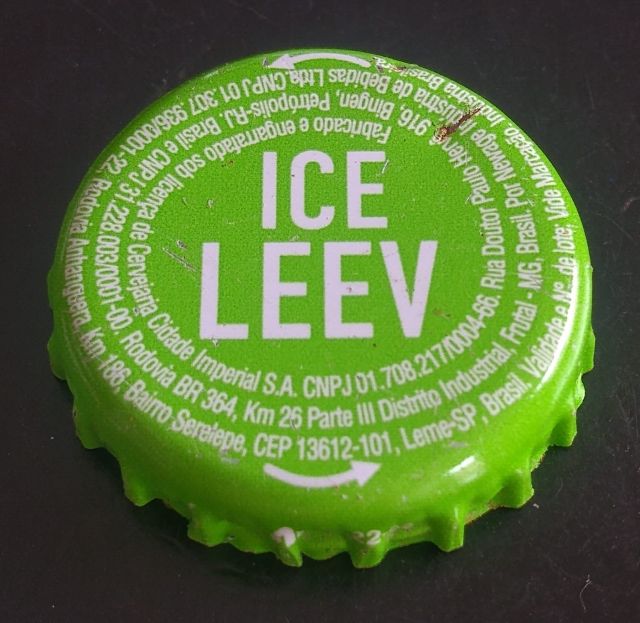 ICE
LEEV
Fabricado e engarrafado sob licença de Cervejaria Cidade Imperial S.A. CNPJ 01.708.217/0004-66. Rua Doutor Paulo 916, Bingen, Petrópolis-RJ. Brasil e CNPJ 31.228.003/0001-00. Rodovia BR 364, Km 26 Parte III Distrito Industrial, Frutal - MG, Brasil. Por Newage Indústria de Bebidas Ltda. CNPJ 01.307.936/0001-22, Rodovia Anhanguera, Km 186, Bairro Serelepe, CEP 13612-101, Leme-SP, Brasil. Validade e Nº. de lote: Vide Marcação. Indústria Brasileira